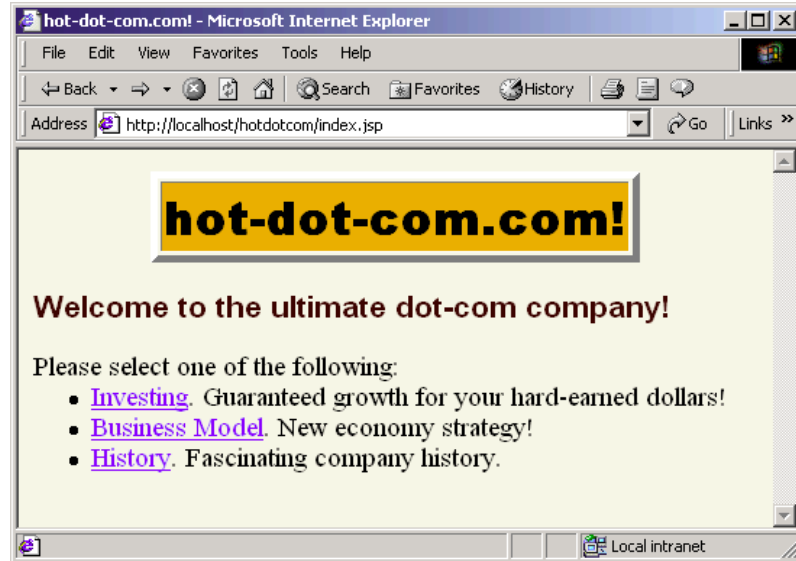 hot-dot-com.com! - Microsoft Internet Explorer
File Edit View Favorites Tools Help
Back Search Favorites History
Address http://localhost/hotdotcom/index.jsp Go Links »
hot-dot-com.com!
Welcome to the ultimate dot-com company!
Please select one of the following:
Investing. Guaranteed growth for your hard-earned dollars!
Business Model. New economy strategy!
History. Fascinating company history.
Local intranet